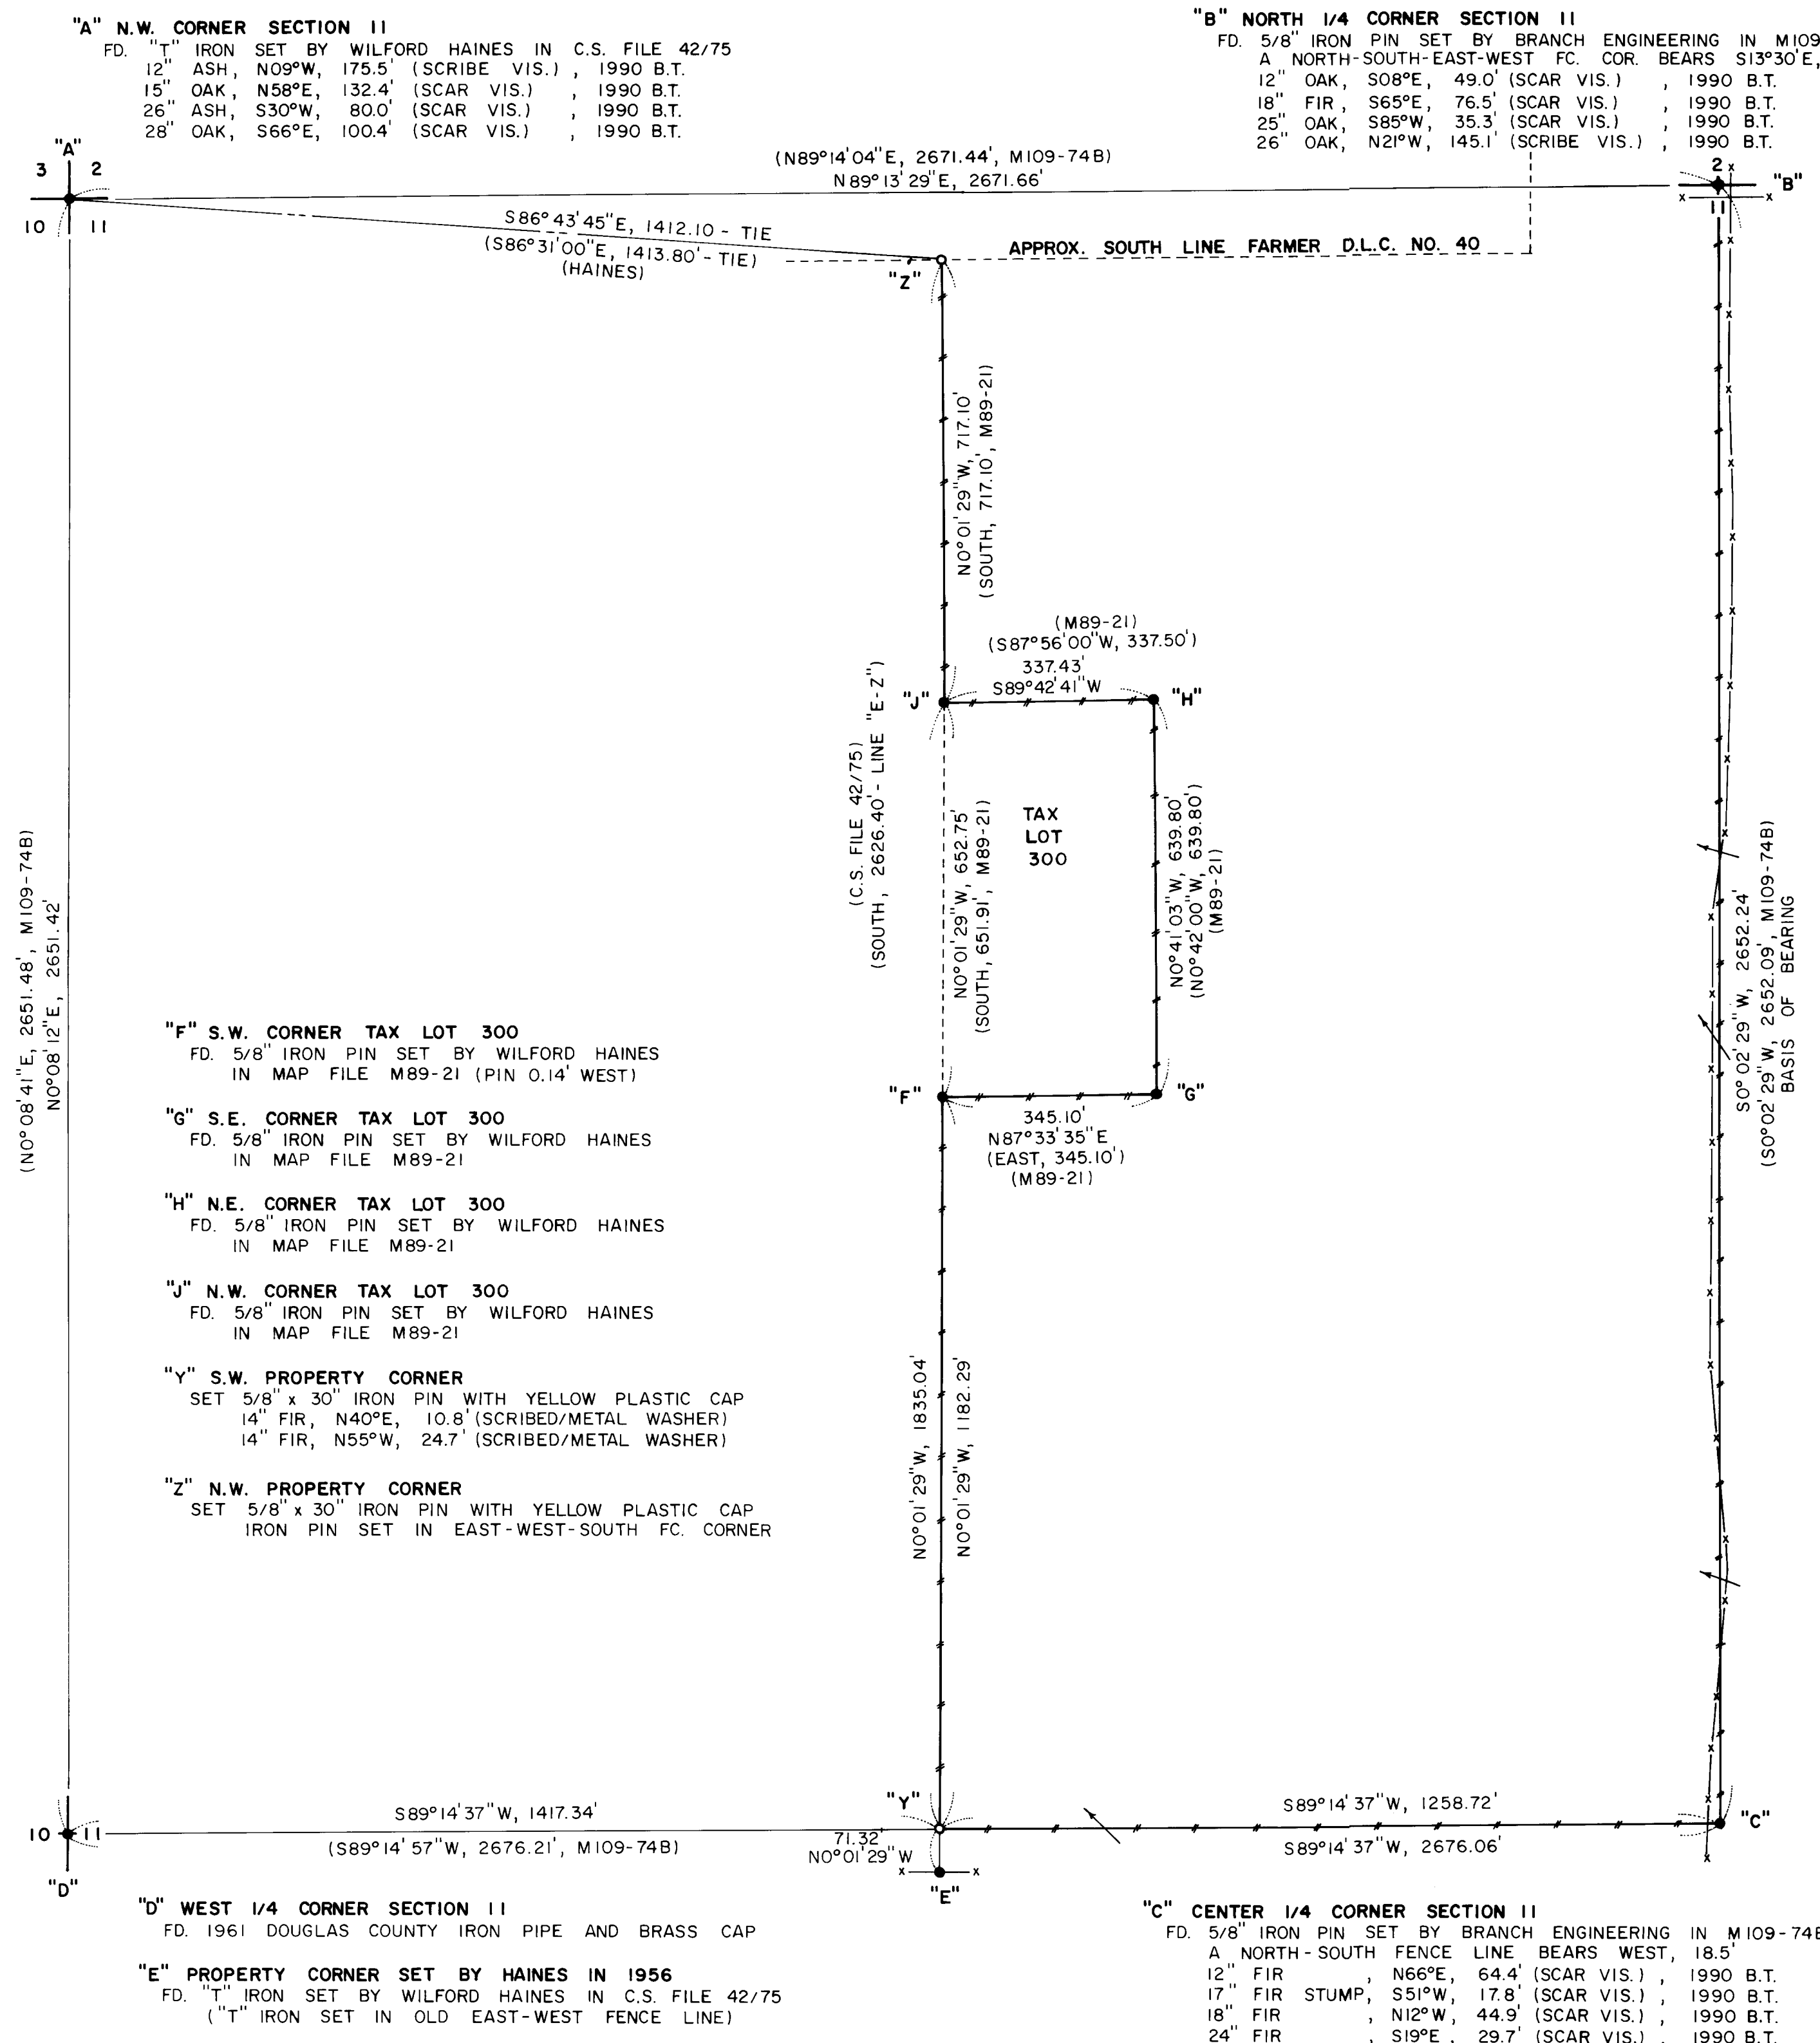 "A" N.W. CORNER SECTION 11
FD. "T" IRON SET BY WILFORD HAINES IN C.S. FILE 42/75
12" ASH, N09°W, 175.5' (SCRIBE VIS.) , 1990 B.T.
15" OAK, N58°E, 132.4' (SCAR VIS.) , 1990 B.T.
26" ASH, S30°W, 80.0' (SCAR VIS.) , 1990 B.T.
28" OAK, S66°E, 100.4' (SCAR VIS.) , 1990 B.T.
"B" NORTH 1/4 CORNER SECTION 11
FD. 5/8" IRON PIN SET BY BRANCH ENGINEERING IN M109
A NORTH-SOUTH-EAST-WEST FC. COR. BEARS S13°30'E,
12" OAK, S08°E, 49.0' (SCAR VIS.) , 1990 B.T.
18" FIR, S65°E, 76.5' (SCAR VIS.) , 1990 B.T.
25" OAK, S85°W, 35.3' (SCAR VIS.) , 1990 B.T.
26" OAK, N21°W, 145.1' (SCRIBE VIS.) , 1990 B.T.
"A"
3 2
10 11
(N89°14'04"E, 2671.44', M109-74B)
N89°13'29"E, 2671.66'
2
11
"B"
S86°43'45"E, 1412.10 - TIE
(S86°31'00"E, 1413.80' - TIE)
(HAINES)
APPROX. SOUTH LINE FARMER D.L.C. NO. 40
"Z"
N0°01'29"W, 717.10'
(SOUTH, 717.10', M89-21)
(M89-21)
(S87°56'00"W, 337.50')
337.43'
S89°42'41"W
"J"
"H"
(C.S. FILE 42/75)
(SOUTH, 2626.40' - LINE "E-Z")
N0°01'29"W, 652.75'
(SOUTH, 651.91', M89-21)
TAX
LOT
300
N0°41'03"W, 639.80'
(N0°42'00"W, 639.80')
(M89-21)
(N0°08'41"E, 2651.48', M109-74B)
N0°08'12"E, 2651.42'
S0°02'29"W, 2652.24'
(S0°02'29"W, 2652.09', M109-74B)
BASIS OF BEARING
"F"
"G"
345.10'
N87°33'35"E
(EAST, 345.10')
(M89-21)
"F" S.W. CORNER TAX LOT 300
FD. 5/8" IRON PIN SET BY WILFORD HAINES
IN MAP FILE M89-21 (PIN 0.14' WEST)
"G" S.E. CORNER TAX LOT 300
FD. 5/8" IRON PIN SET BY WILFORD HAINES
IN MAP FILE M89-21
"H" N.E. CORNER TAX LOT 300
FD. 5/8" IRON PIN SET BY WILFORD HAINES
IN MAP FILE M89-21
"J" N.W. CORNER TAX LOT 300
FD. 5/8" IRON PIN SET BY WILFORD HAINES
IN MAP FILE M89-21
"Y" S.W. PROPERTY CORNER
SET 5/8" x 30" IRON PIN WITH YELLOW PLASTIC CAP
14" FIR, N40°E, 10.8' (SCRIBED/METAL WASHER)
14" FIR, N55°W, 24.7' (SCRIBED/METAL WASHER)
"Z" N.W. PROPERTY CORNER
SET 5/8" x 30" IRON PIN WITH YELLOW PLASTIC CAP
IRON PIN SET IN EAST-WEST-SOUTH FC. CORNER
N0°01'29"W, 1835.04'
N0°01'29"W, 1182.29'
"Y"
10 11
"D"
S89°14'37"W, 1417.34'
(S89°14'57"W, 2676.21', M109-74B)
71.32'
N0°01'29"W
"E"
S89°14'37"W, 1258.72'
S89°14'37"W, 2676.06'
"C"
"D" WEST 1/4 CORNER SECTION 11
FD. 1961 DOUGLAS COUNTY IRON PIPE AND BRASS CAP
"E" PROPERTY CORNER SET BY HAINES IN 1956
FD. "T" IRON SET BY WILFORD HAINES IN C.S. FILE 42/75
("T" IRON SET IN OLD EAST-WEST FENCE LINE)
"C" CENTER 1/4 CORNER SECTION 11
FD. 5/8" IRON PIN SET BY BRANCH ENGINEERING IN M109-74B
A NORTH-SOUTH FENCE LINE BEARS WEST, 18.5'
12" FIR , N66°E, 64.4' (SCAR VIS.) , 1990 B.T.
17" FIR STUMP, S51°W, 17.8' (SCAR VIS.) , 1990 B.T.
18" FIR , N12°W, 44.9' (SCAR VIS.) , 1990 B.T.
24" FIR , S19°E, 29.7' (SCAR VIS.) , 1990 B.T.